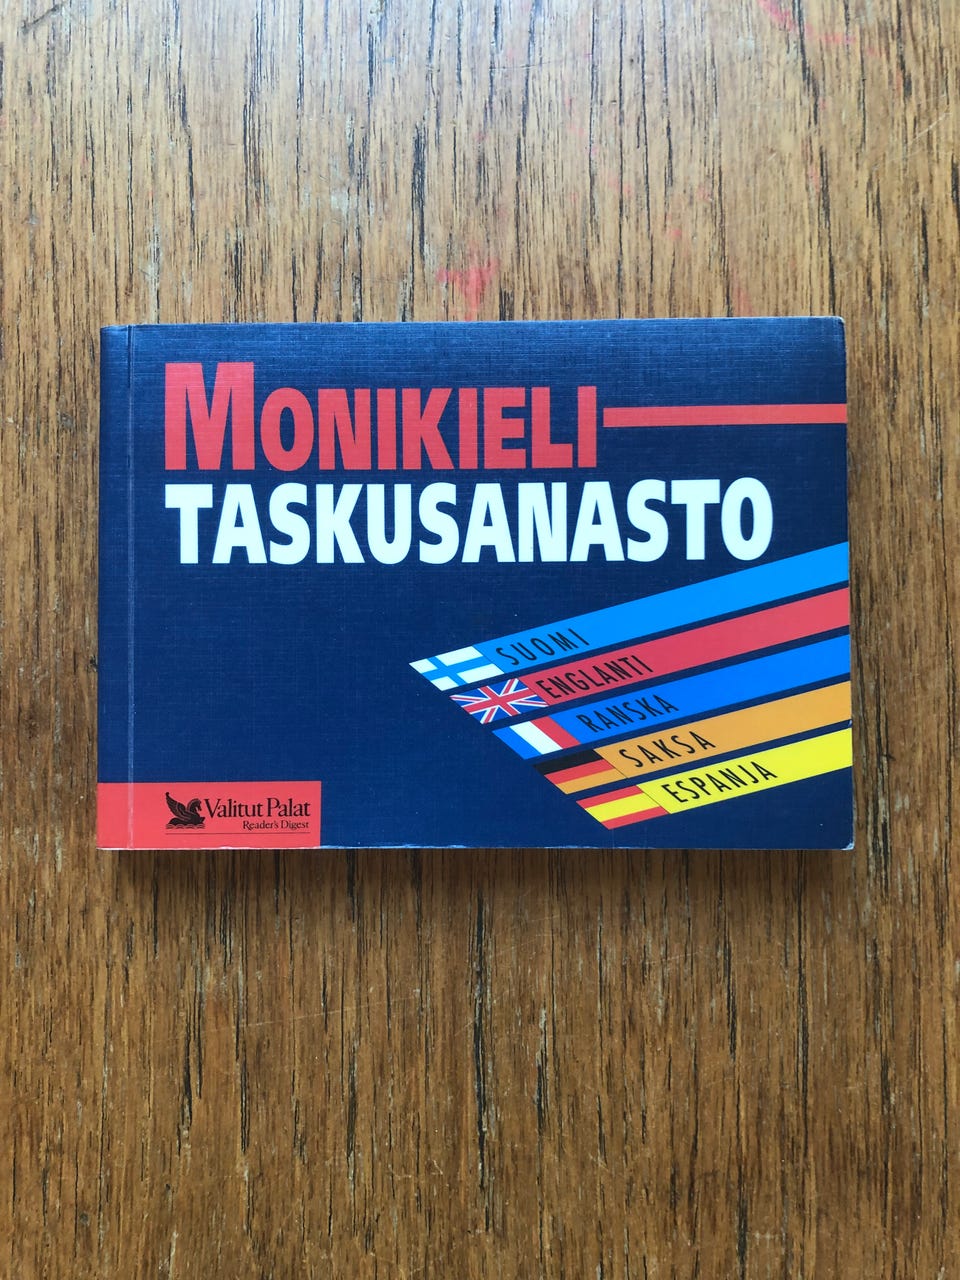 MONIKIELI
TASKUSANASTO
SUOMI
ENGLANTI
RANSKA
SAKSA
ESPANJA
Valitut Palat
Reader's Digest